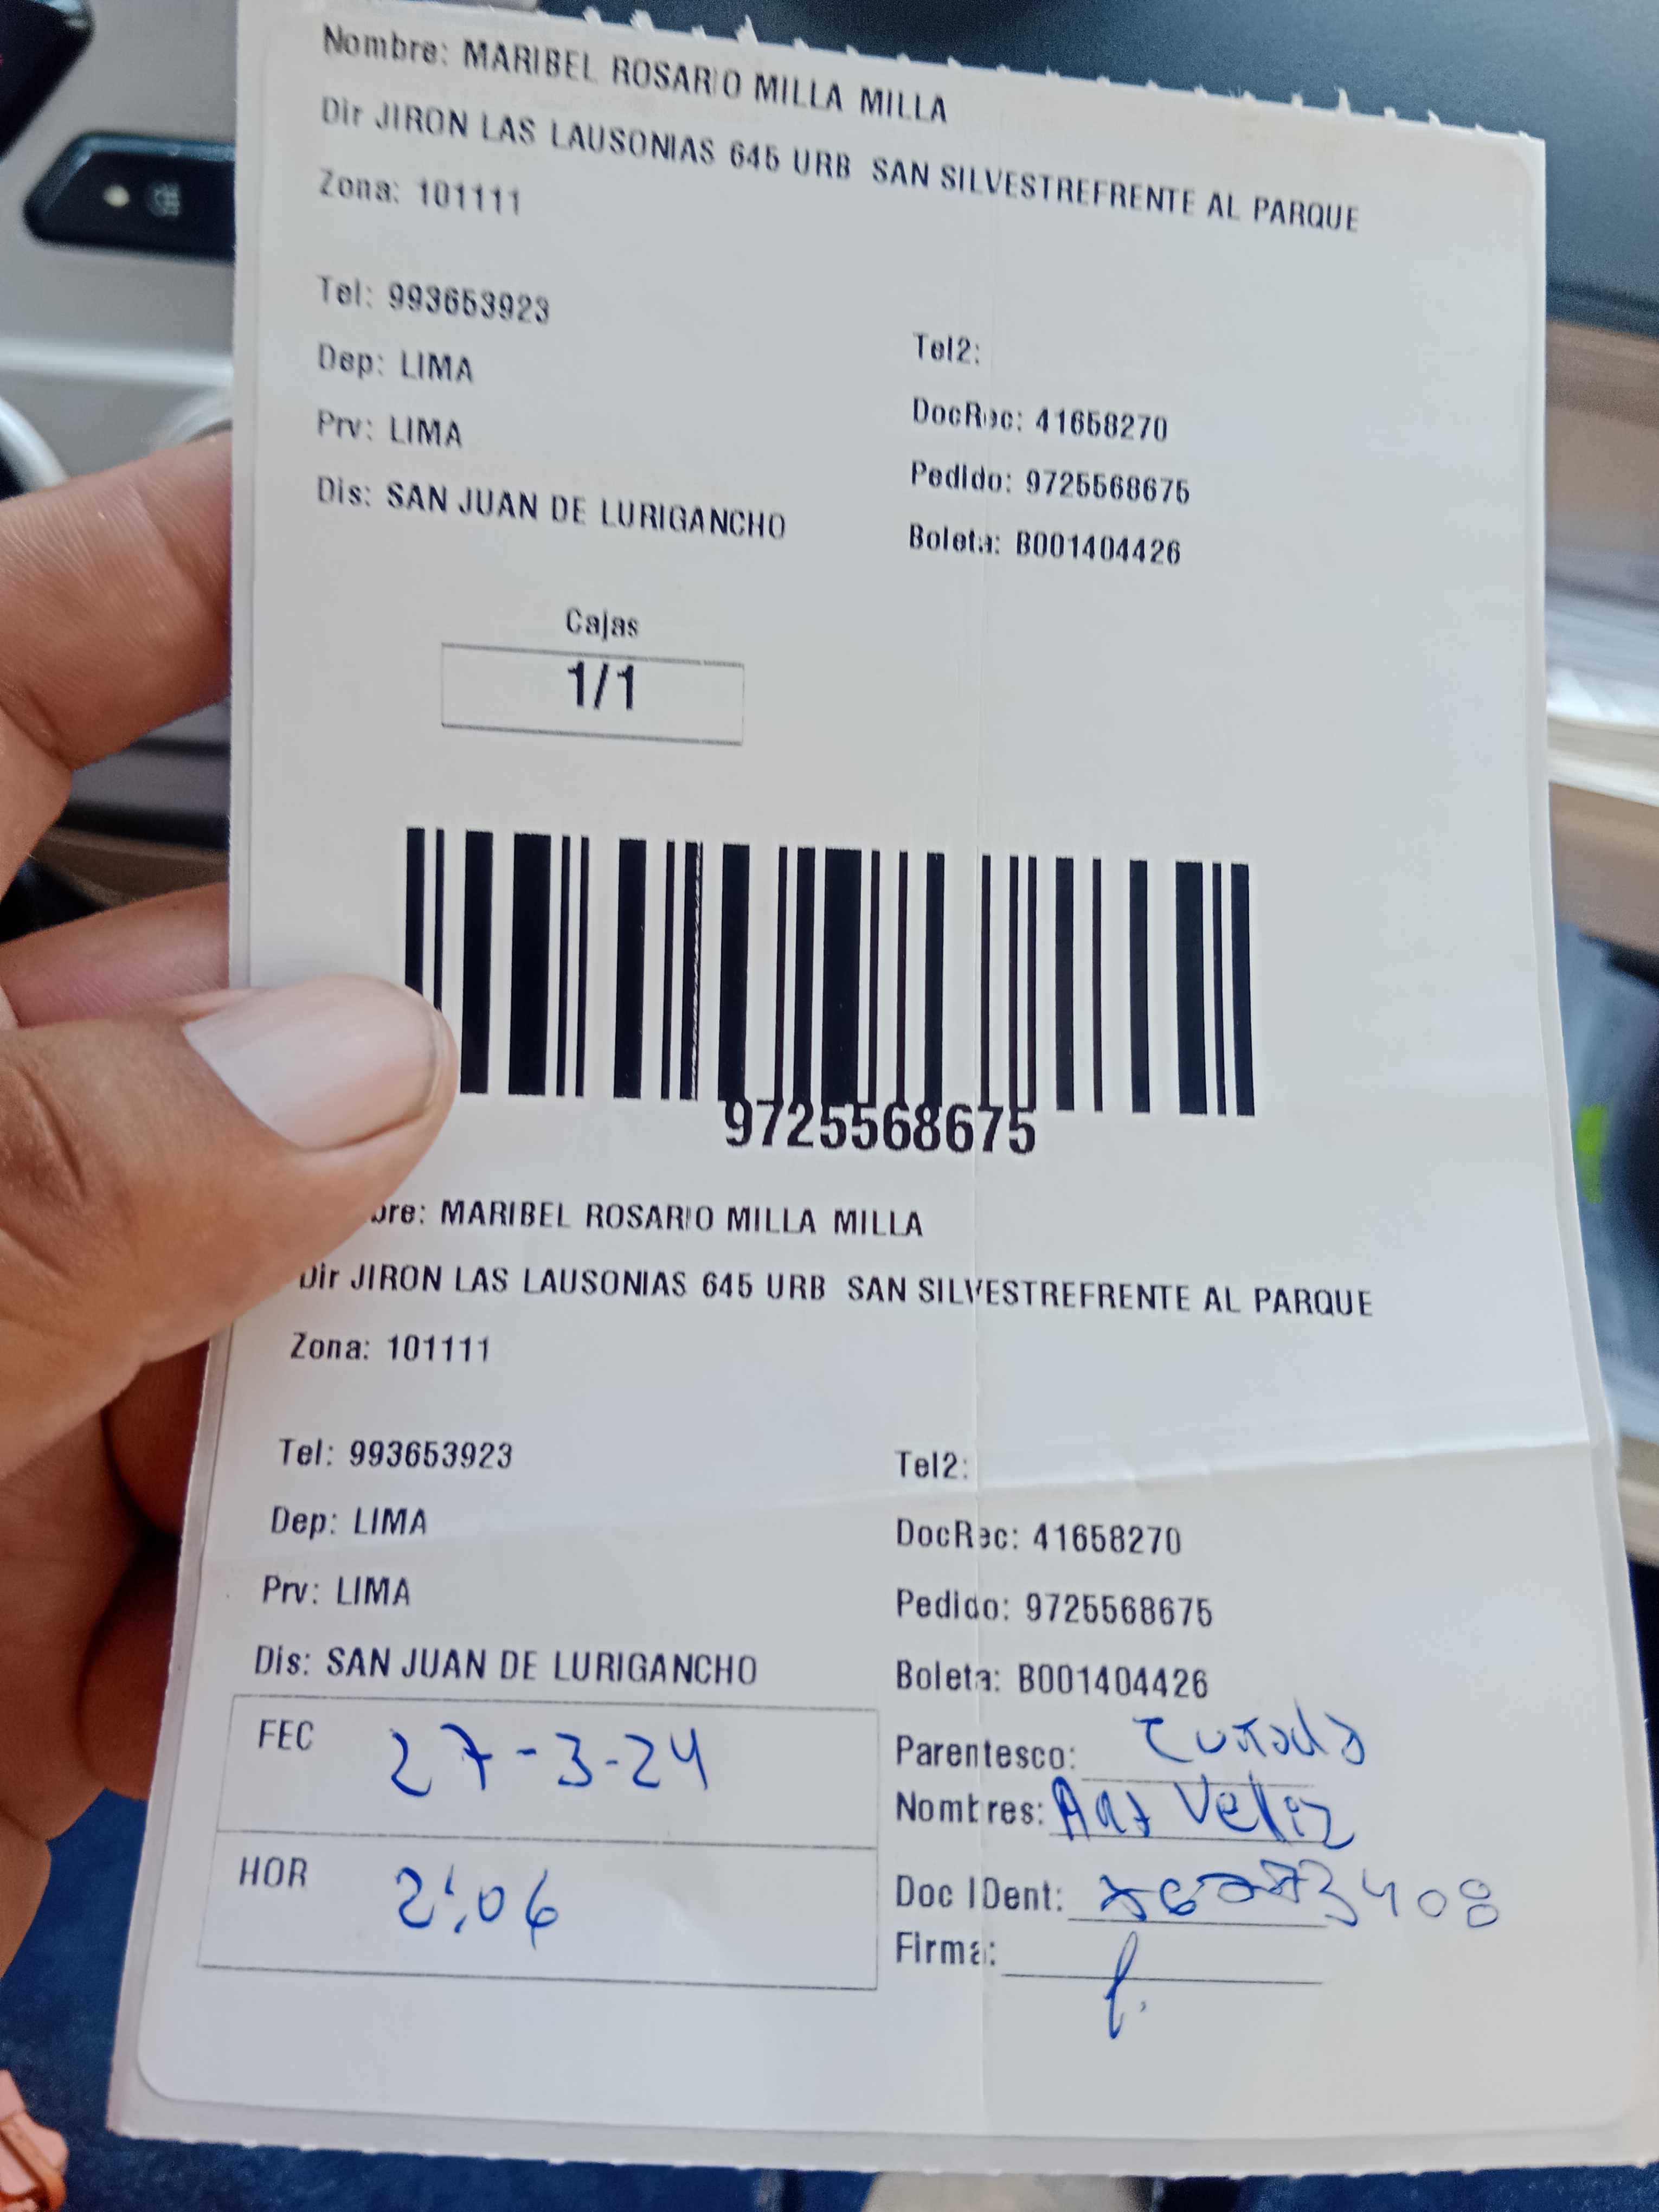 Nombre: MARIBEL ROSARIO MILLA MILLA
Dir JIRON LAS LAUSONIAS 645 URB SAN SILVESTREFRENTE AL PARQUE
Zona: 101111
Tel: 993653923
Tel2:
Dep: LIMA
DocRec: 41658270
Prv: LIMA
Pedido: 9725568675
Dis: SAN JUAN DE LURIGANCHO
Boleta: B001404426
Cajas
1/1
9725568675
bre: MARIBEL ROSARIO MILLA MILLA
Dir JIRON LAS LAUSONIAS 645 URB SAN SILVESTREFRENTE AL PARQUE
Zona: 101111
Tel: 993653923
Tel2:
Dep: LIMA
DocRec: 41658270
Prv: LIMA
Pedido: 9725568675
Dis: SAN JUAN DE LURIGANCHO
Boleta: B001404426
FEC 27-3-24
Parentesco:
Nombres: Veliz
HOR 2:06
Doc IDent:
Firma: